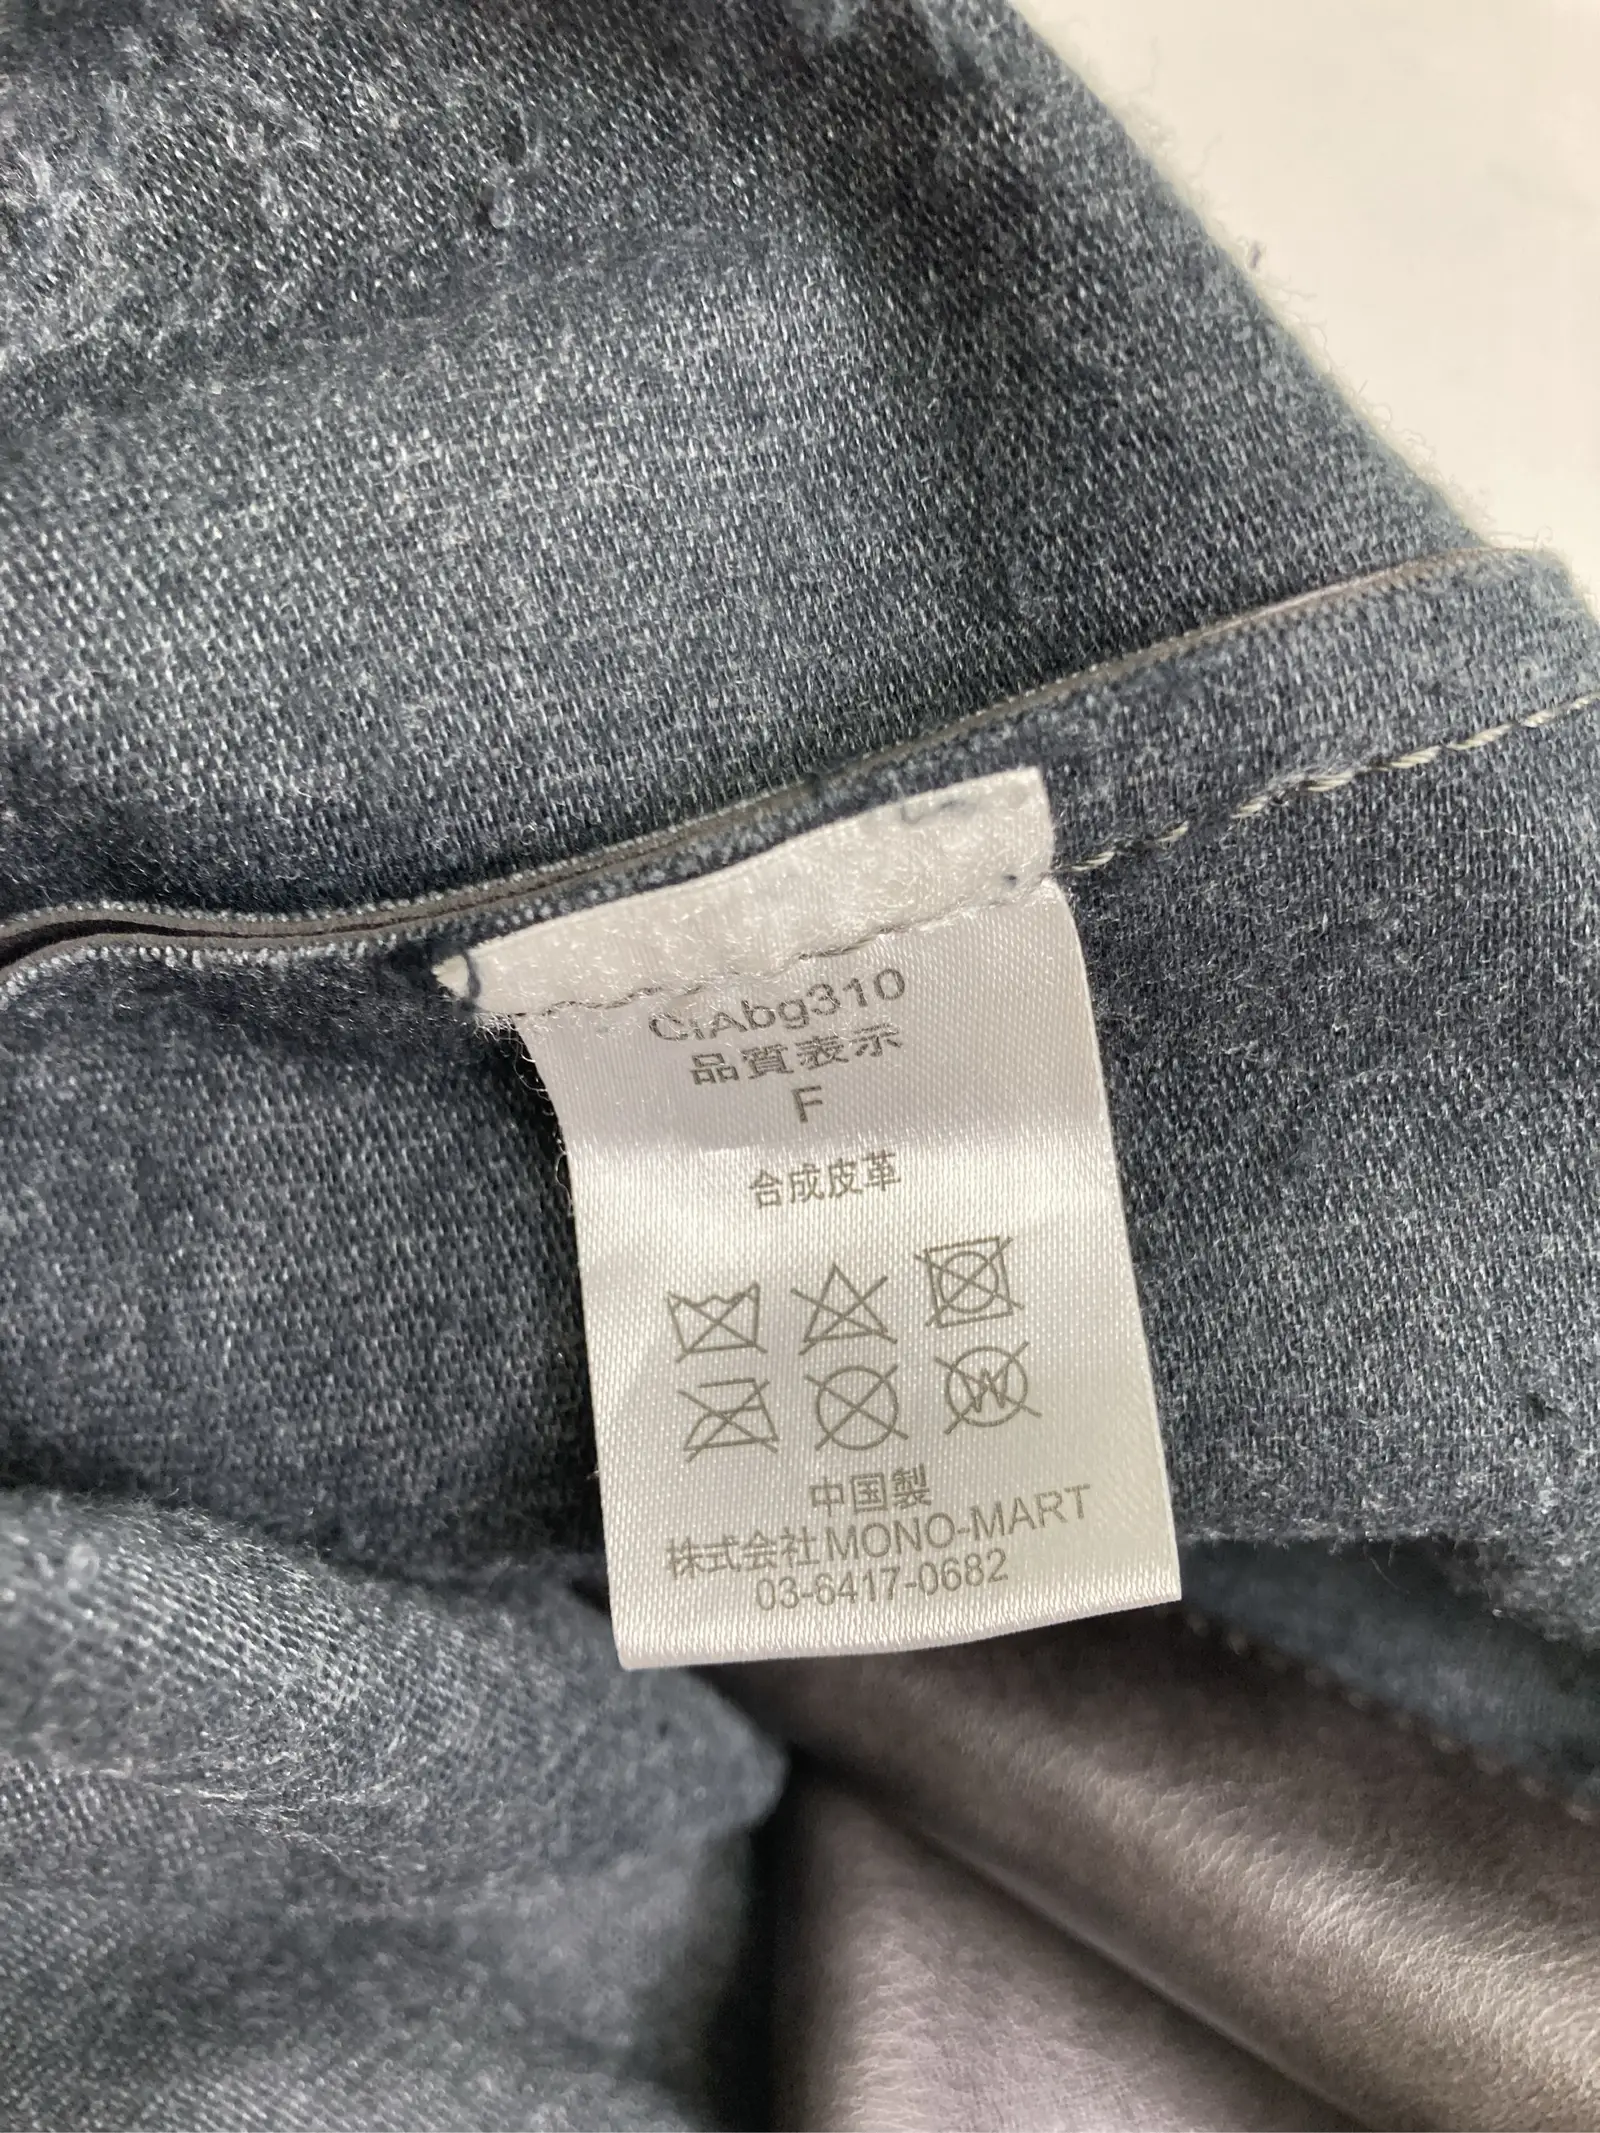 CiAbg310
品質表示
F
合成皮革
W
中国製
株式会社MONO-MART
03-6417-0682